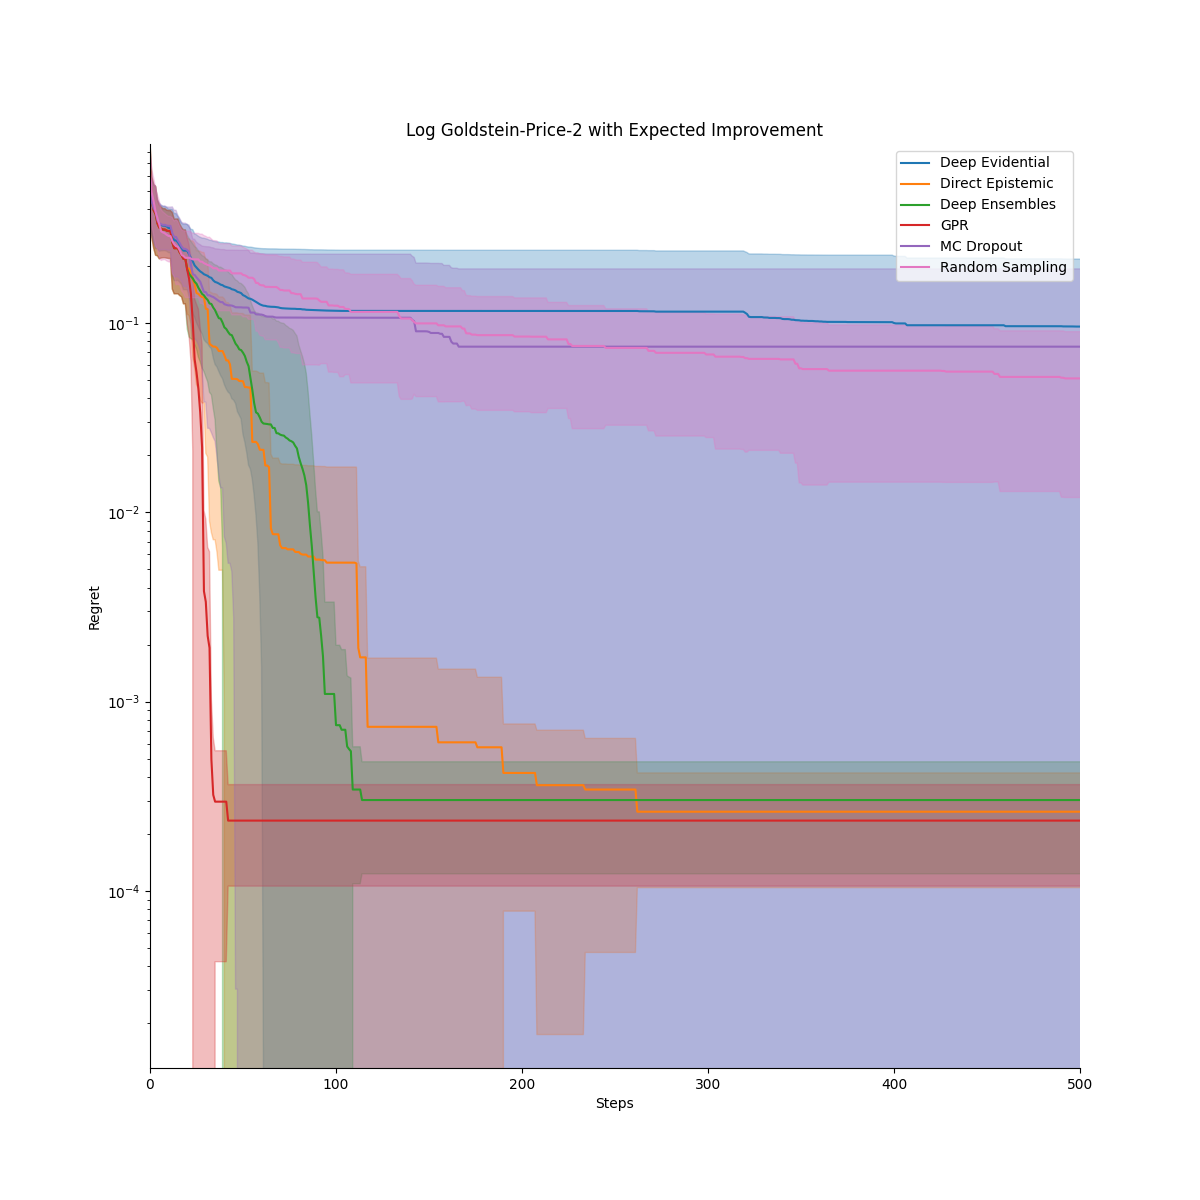 Log Goldstein-Price-2 with Expected Improvement
Deep Evidential
Direct Epistemic
Deep Ensembles
GPR
MC Dropout
Random Sampling
10⁻¹
10⁻²
10⁻³
10⁻⁴
Regret
0
100
200
300
400
500
Steps